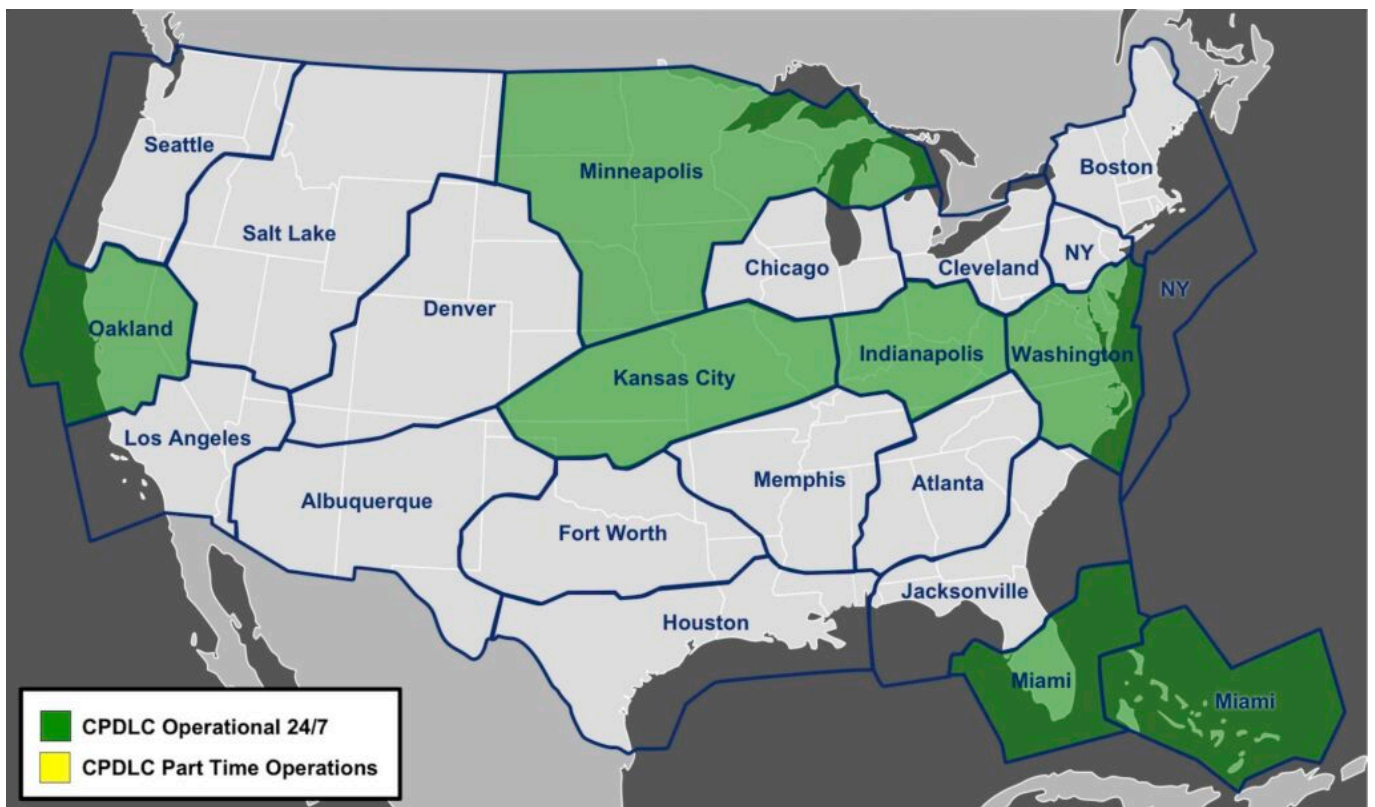 Seattle
Boston
Minneapolis
Salt Lake
NY
Chicago
Cleveland
NY
Denver
Oakland
Indianapolis
Washington
Kansas City
Los Angeles
Memphis
Atlanta
Albuquerque
Fort Worth
Jacksonville
Houston
Miami
Miami
CPDLC Operational 24/7
CPDLC Part Time Operations